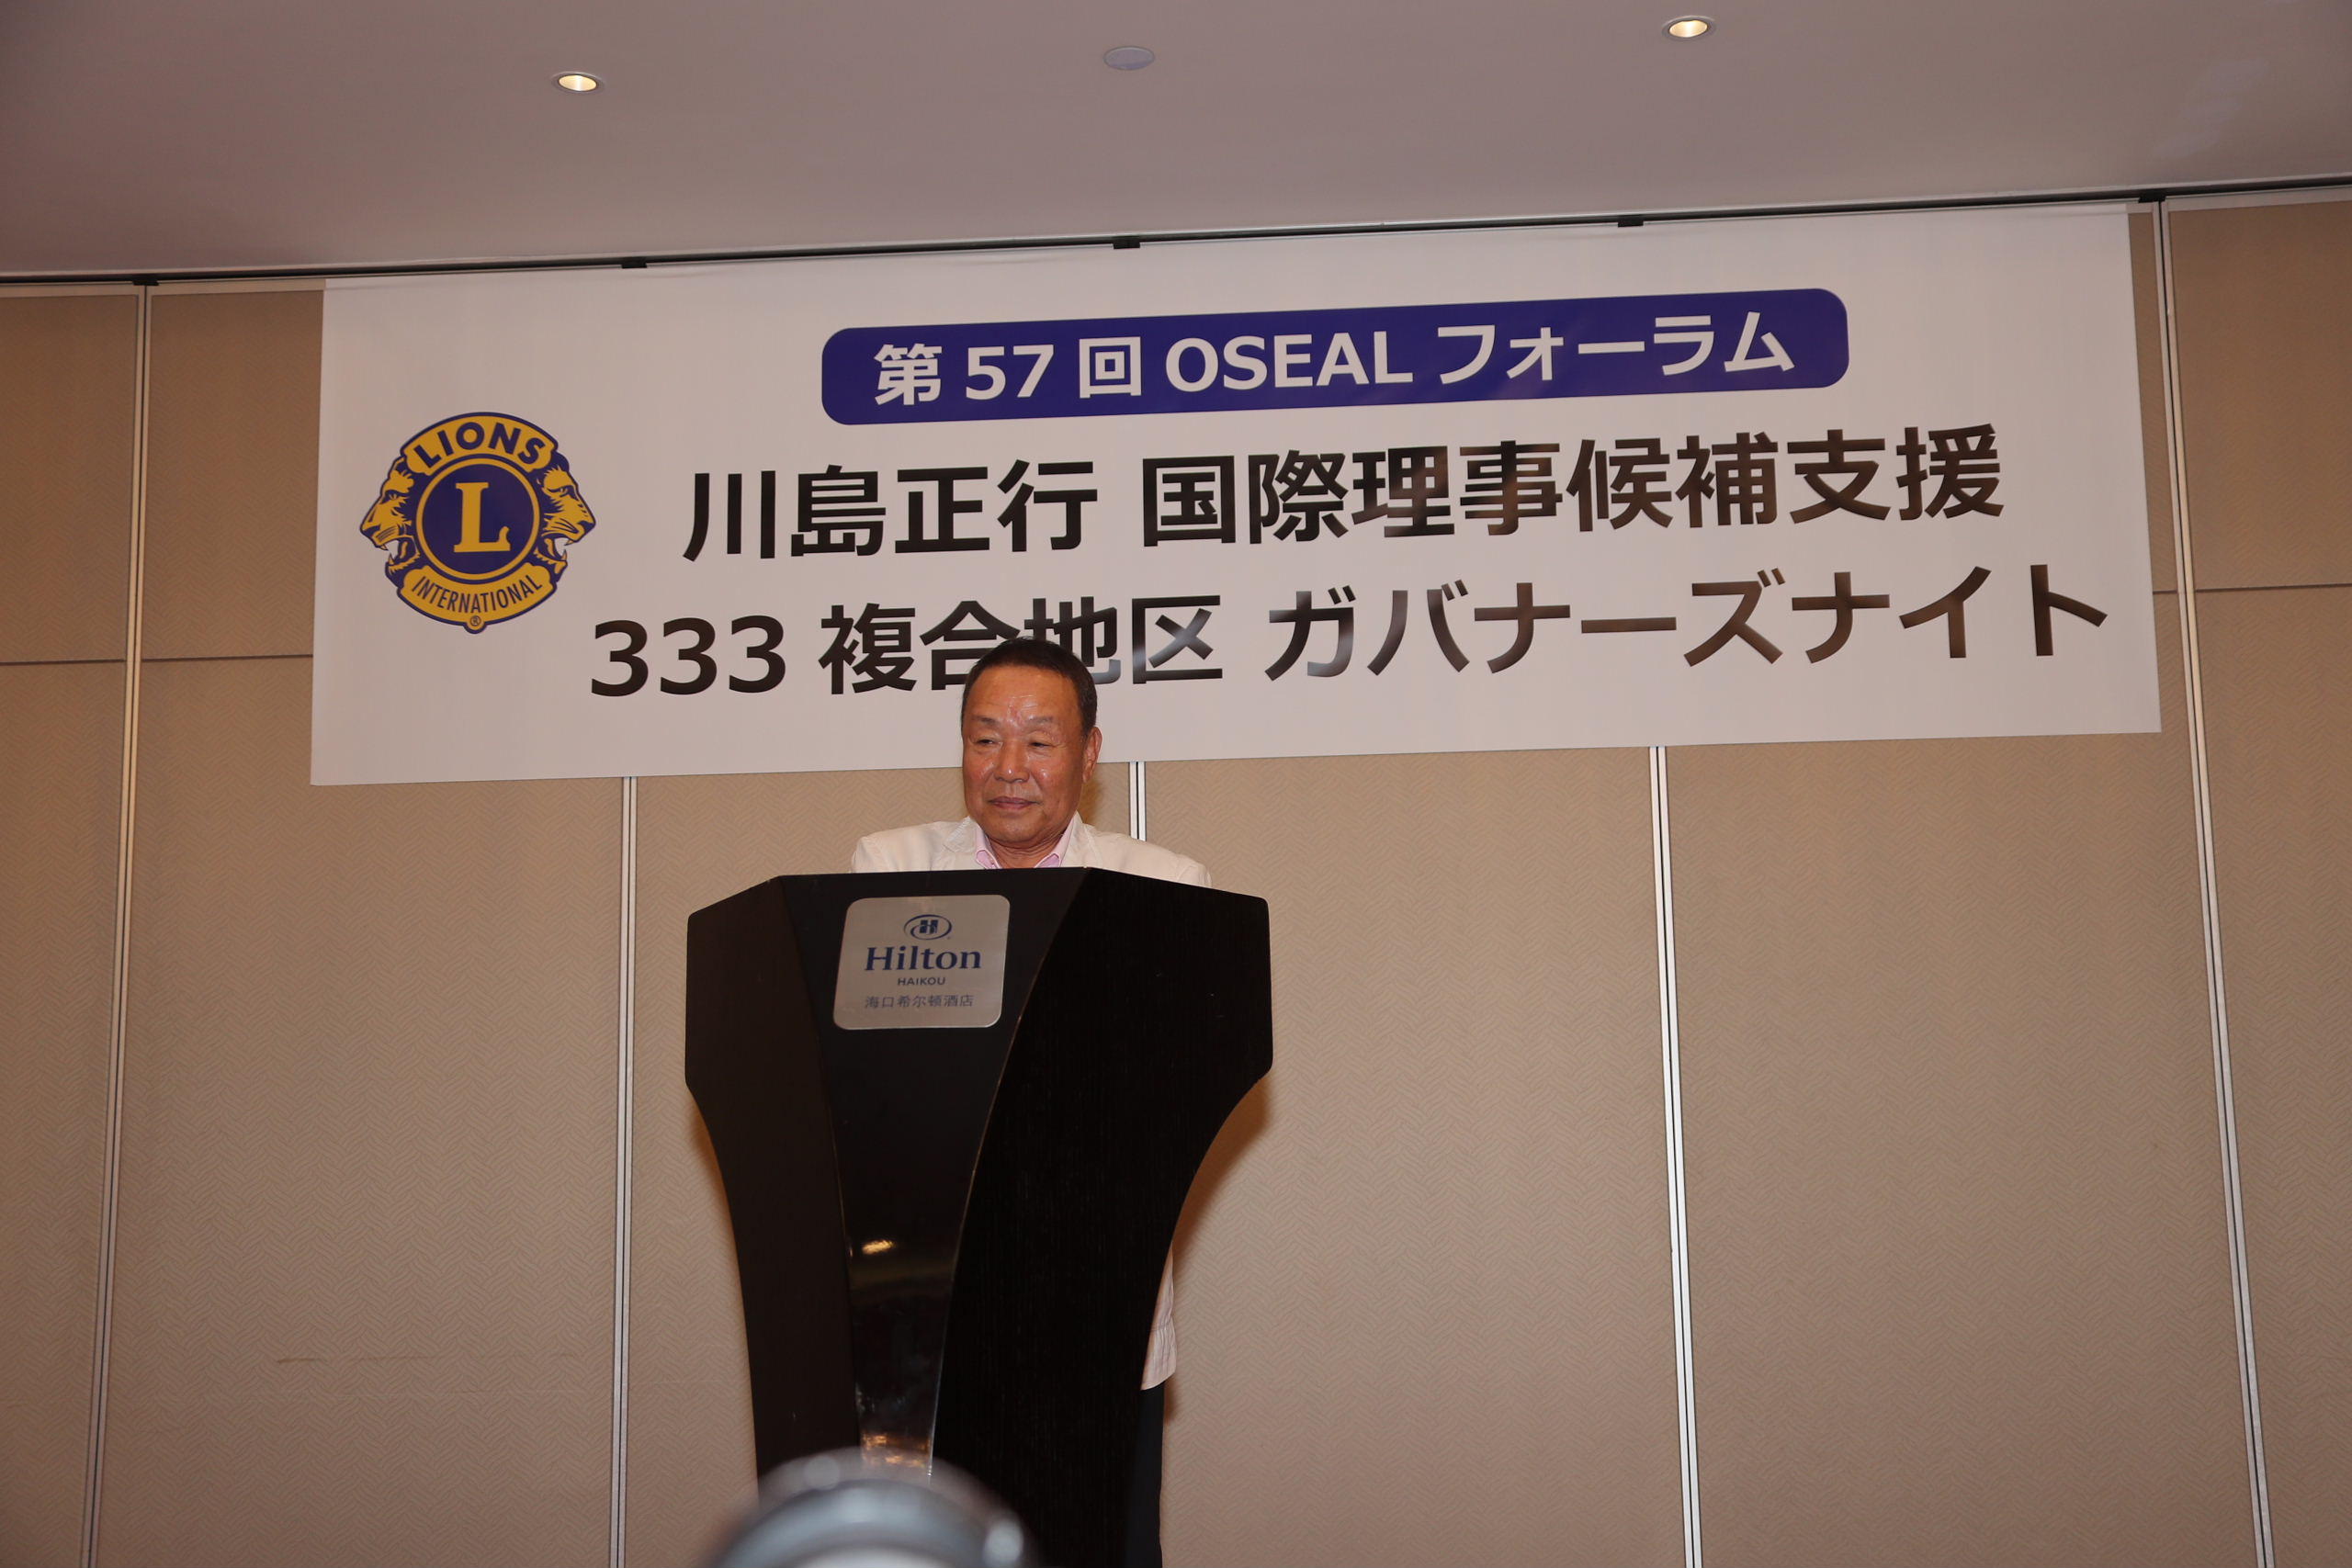 第57回 OSEAL フォーラム
川島正行 国際理事候補支援
333 複合地区 ガバナーズナイト
LIONS
L
INTERNATIONAL
®
H
Hilton
HAIKOU
海口希尔顿酒店